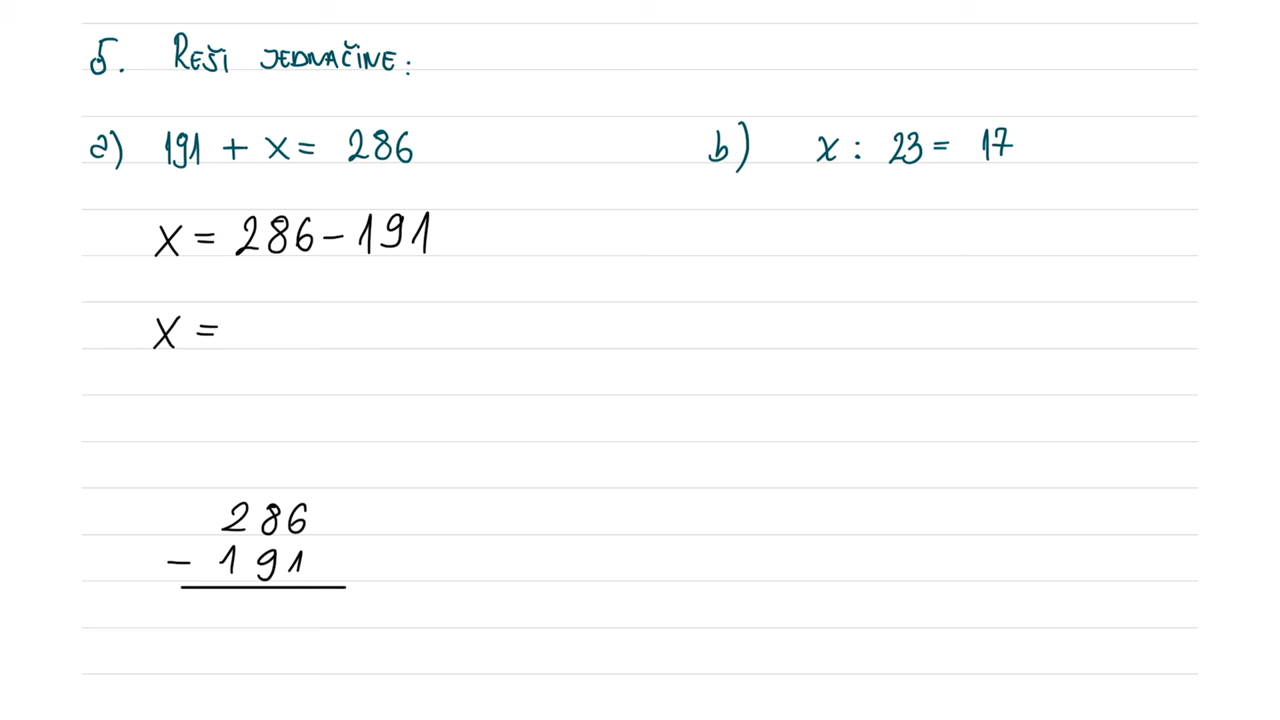 5. REŠI JEDNAČINE:
a) 191 + x = 286
b) x : 23 = 17
x = 286 - 191
x =
286
- 191